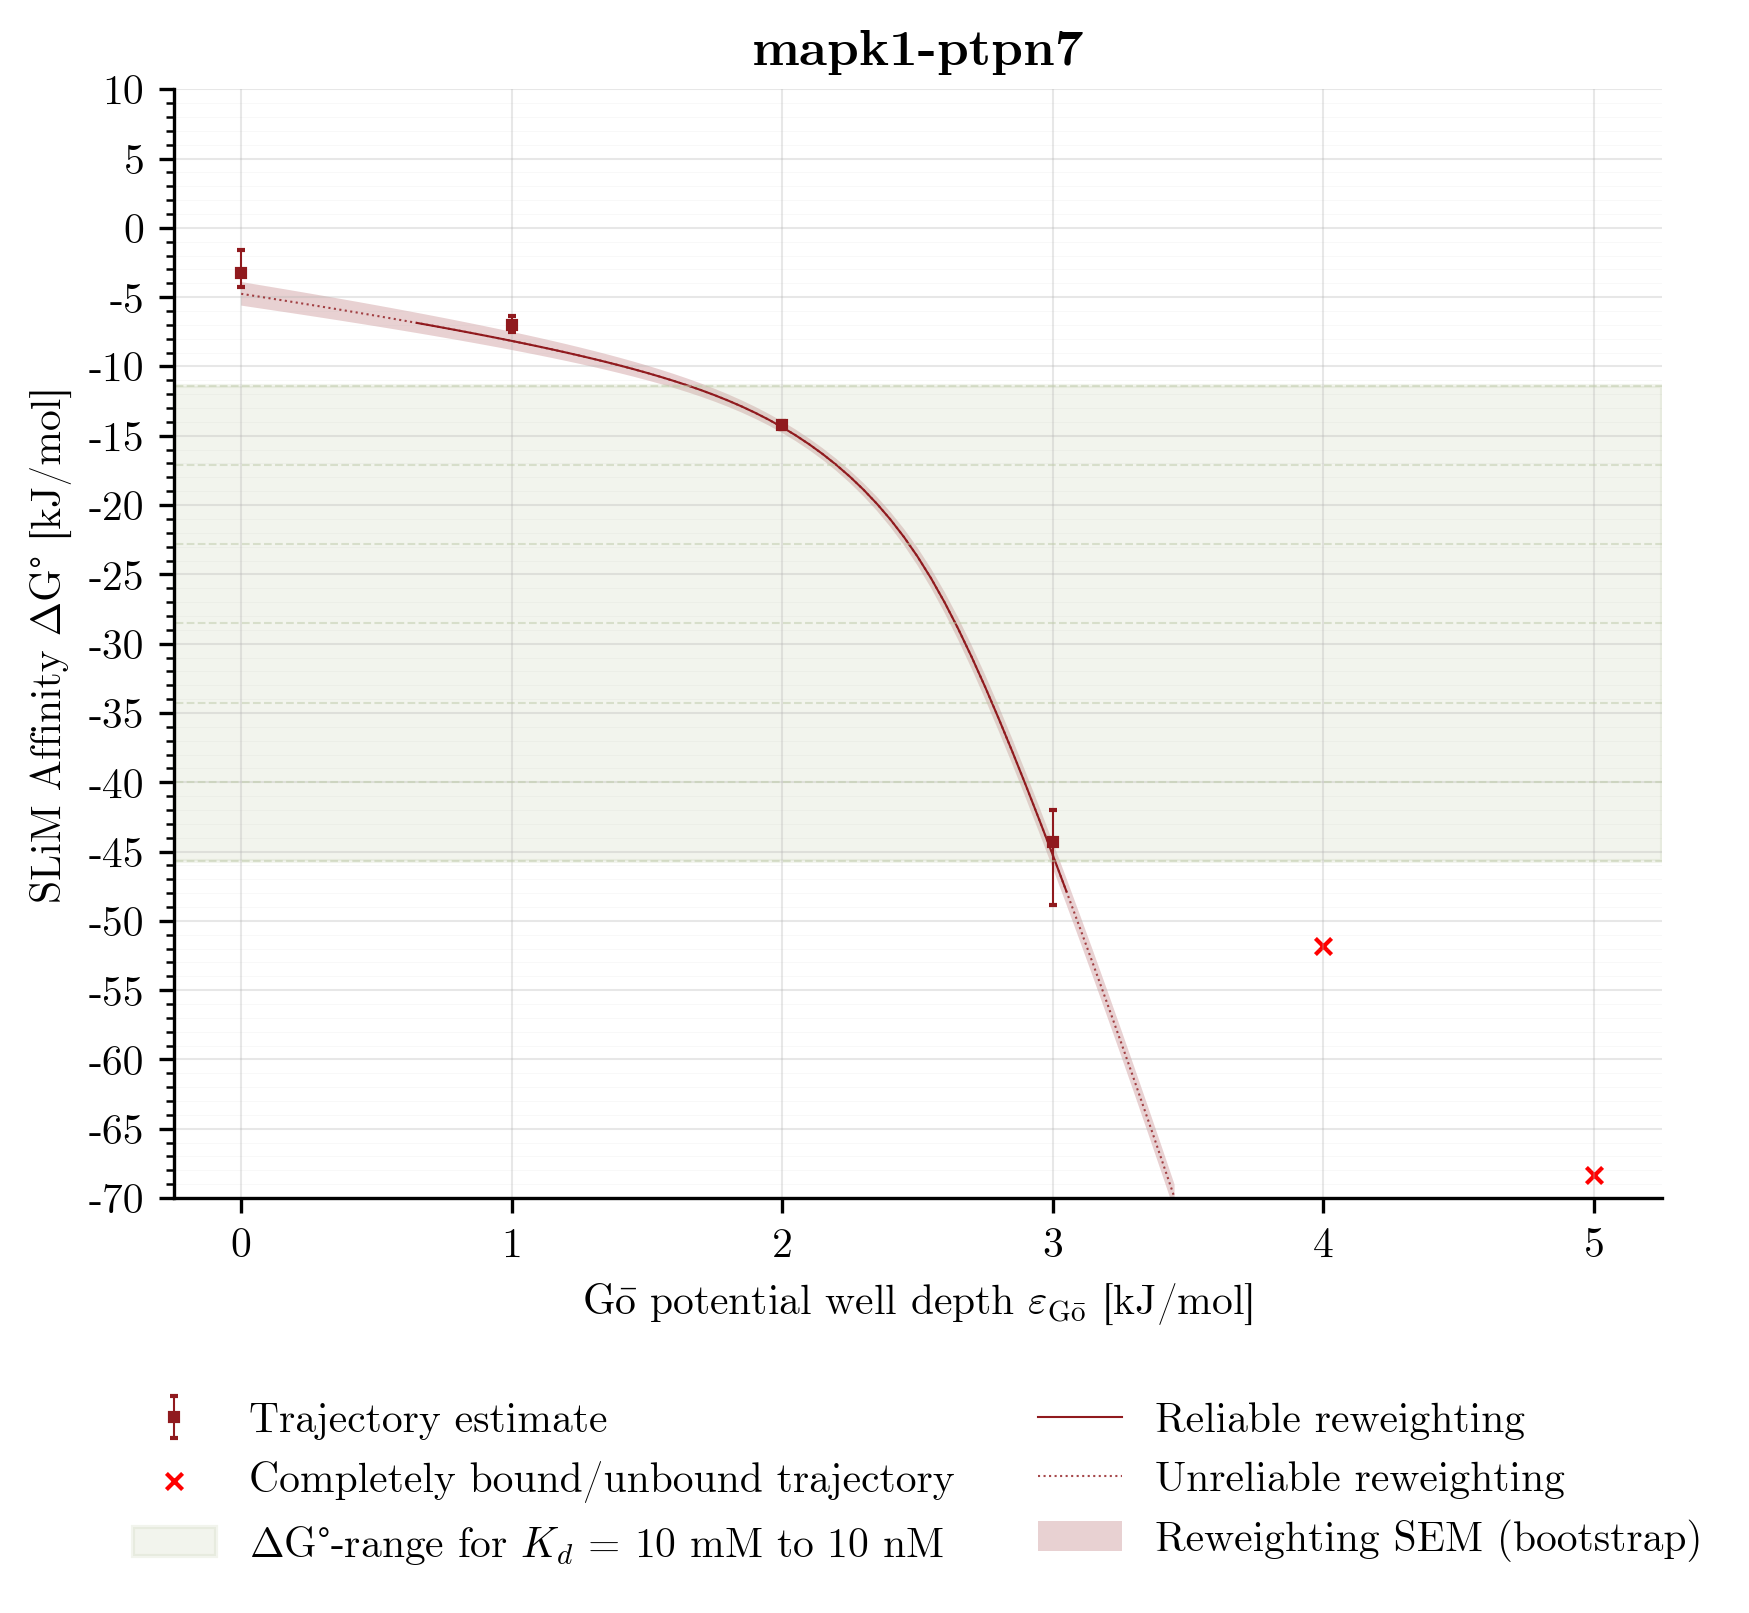 mapk1-ptpn7
10
5
0
-5
-10
-15
-20
-25
-30
-35
-40
-45
-50
-55
-60
-65
-70
SLiM Affinity ΔG° [kJ/mol]
0 1 2 3 4 5
Gō potential well depth ε_Gō [kJ/mol]
Trajectory estimate
Completely bound/unbound trajectory
ΔG°-range for K_d = 10 mM to 10 nM
Reliable reweighting
Unreliable reweighting
Reweighting SEM (bootstrap)